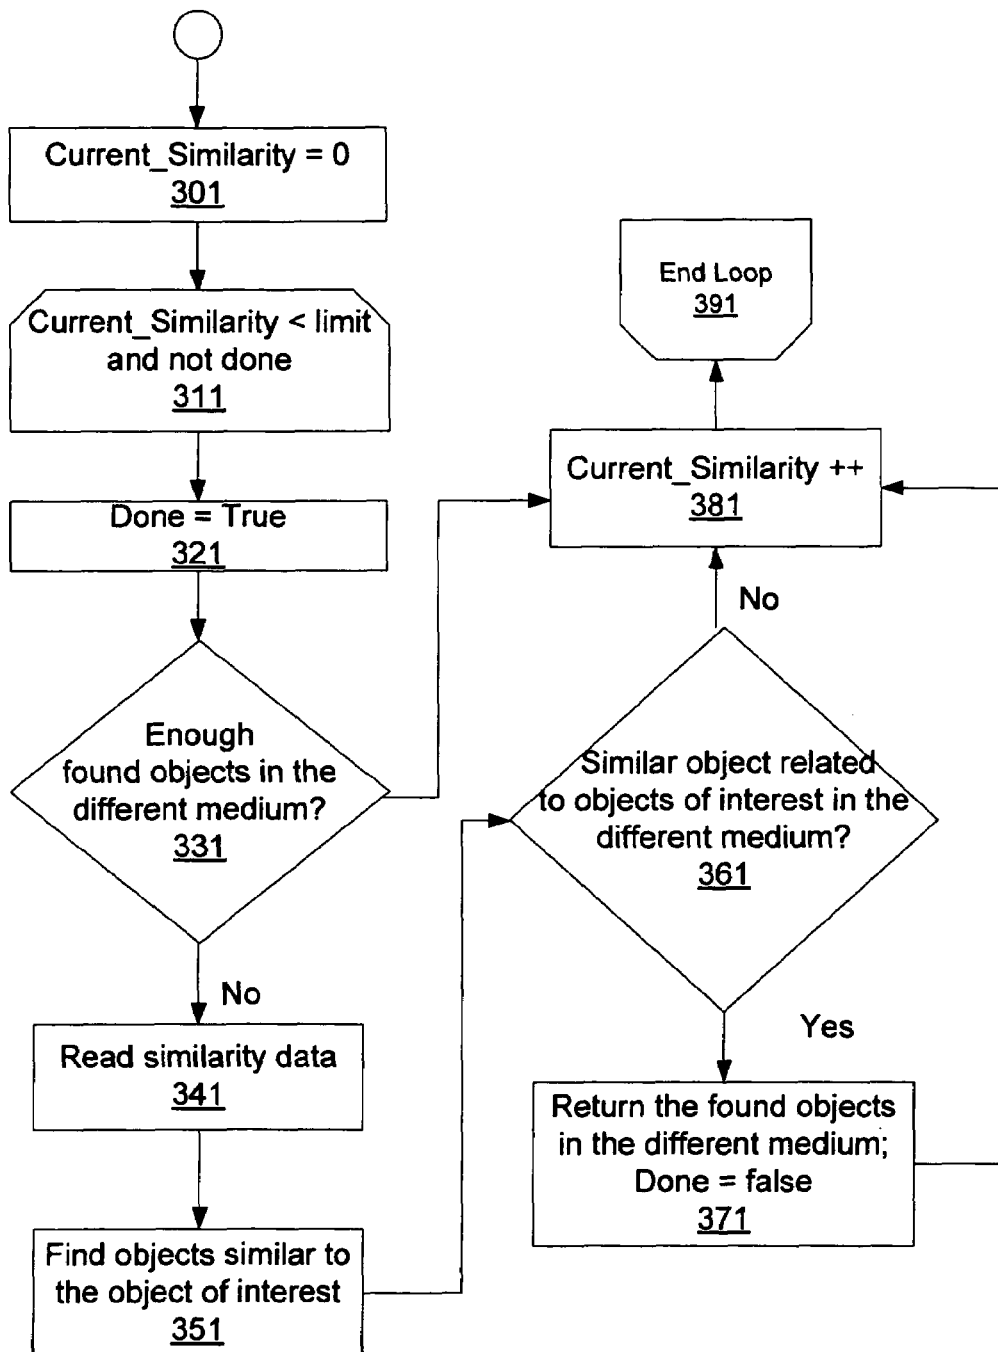 Current_Similarity = 0
301
Current_Similarity < limit
and not done
311
Done = True
321
Enough
found objects in the
different medium?
331
No
Read similarity data
341
Find objects similar to
the object of interest
351
End Loop
391
Current_Similarity ++
381
No
Similar object related
to objects of interest in the
different medium?
361
Yes
Return the found objects
in the different medium;
Done = false
371